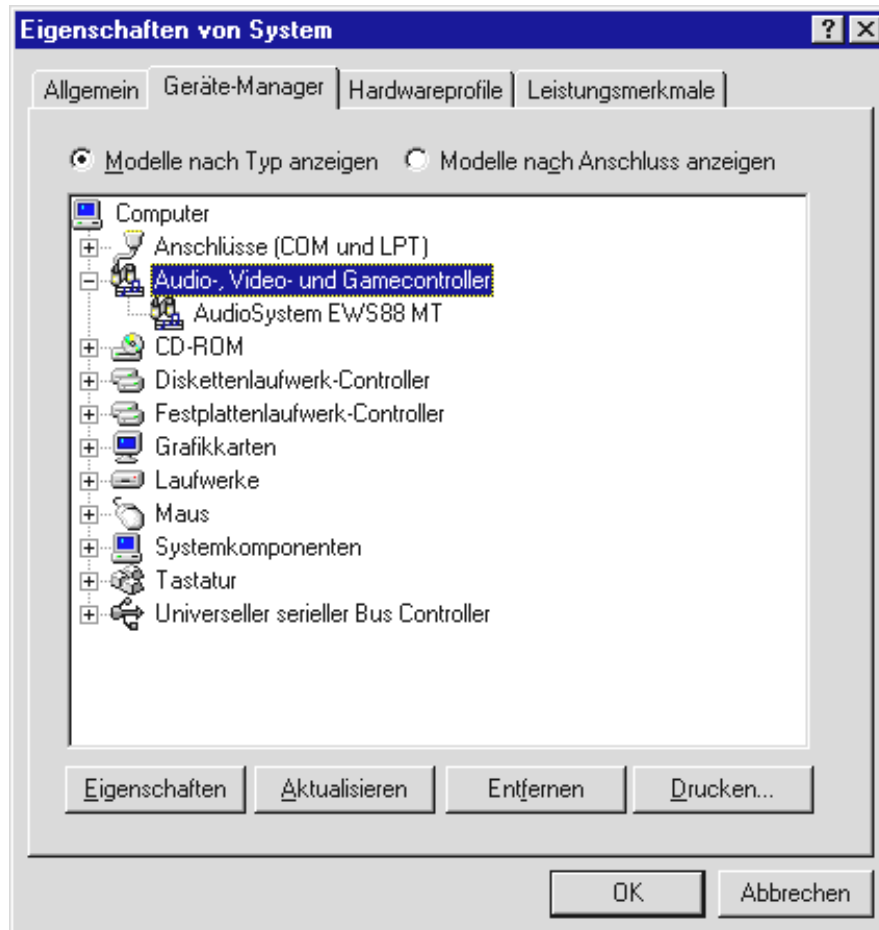 Eigenschaften von System
Allgemein Geräte-Manager Hardwareprofile Leistungsmerkmale
Modelle nach Typ anzeigen Modelle nach Anschluss anzeigen
Computer
Anschlüsse (COM und LPT)
Audio-, Video- und Gamecontroller
AudioSystem EWS88 MT
CD-ROM
Diskettenlaufwerk-Controller
Festplattenlaufwerk-Controller
Grafikkarten
Laufwerke
Maus
Systemkomponenten
Tastatur
Universeller serieller Bus Controller
Eigenschaften Aktualisieren Entfernen Drucken...
OK Abbrechen